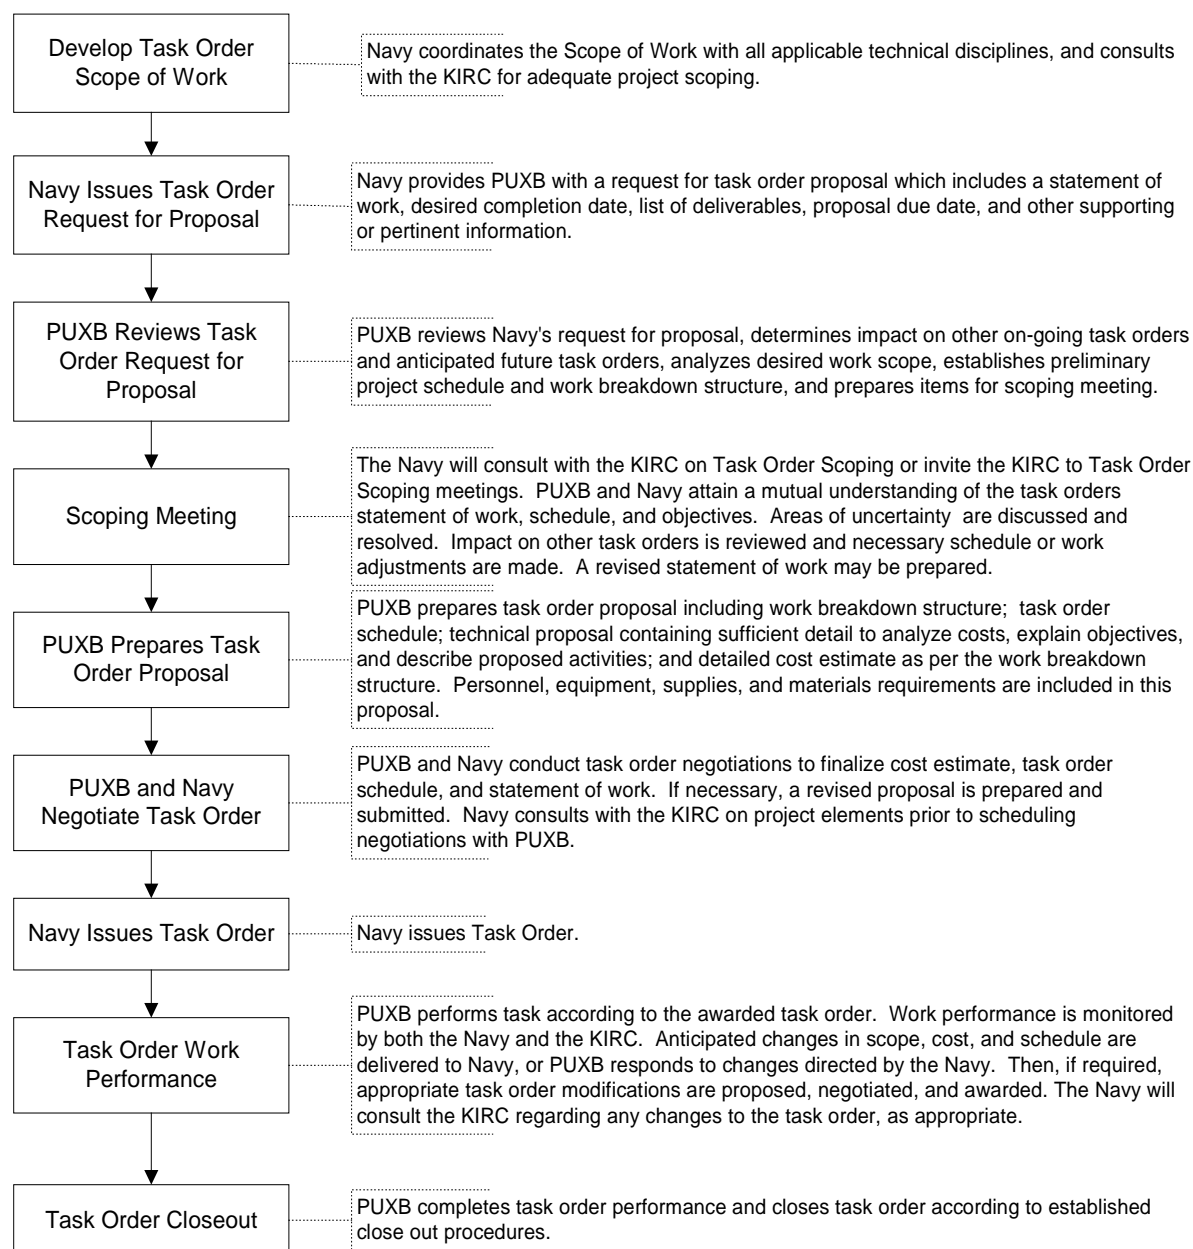 Develop Task Order
Scope of Work
Navy coordinates the Scope of Work with all applicable technical disciplines, and consults
with the KIRC for adequate project scoping.
Navy Issues Task Order
Request for Proposal
Navy provides PUXB with a request for task order proposal which includes a statement of
work, desired completion date, list of deliverables, proposal due date, and other supporting
or pertinent information.
PUXB Reviews Task
Order Request for
Proposal
PUXB reviews Navy's request for proposal, determines impact on other on-going task orders
and anticipated future task orders, analyzes desired work scope, establishes preliminary
project schedule and work breakdown structure, and prepares items for scoping meeting.
Scoping Meeting
The Navy will consult with the KIRC on Task Order Scoping or invite the KIRC to Task Order
Scoping meetings.  PUXB and Navy attain a mutual understanding of the task orders
statement of work, schedule, and objectives.  Areas of uncertainty  are discussed and
resolved.  Impact on other task orders is reviewed and necessary schedule or work
adjustments are made.  A revised statement of work may be prepared.
PUXB Prepares Task
Order Proposal
PUXB prepares task order proposal including work breakdown structure;  task order
schedule; technical proposal containing sufficient detail to analyze costs, explain objectives,
and describe proposed activities; and detailed cost estimate as per the work breakdown
structure.  Personnel, equipment, supplies, and materials requirements are included in this
proposal.
PUXB and Navy
Negotiate Task Order
PUXB and Navy conduct task order negotiations to finalize cost estimate, task order
schedule, and statement of work.  If necessary, a revised proposal is prepared and
submitted.  Navy consults with the KIRC on project elements prior to scheduling
negotiations with PUXB.
Navy Issues Task Order
Navy issues Task Order.
Task Order Work
Performance
PUXB performs task according to the awarded task order.  Work performance is monitored
by both the Navy and the KIRC.  Anticipated changes in scope, cost, and schedule are
delivered to Navy, or PUXB responds to changes directed by the Navy.  Then, if required,
appropriate task order modifications are proposed, negotiated, and awarded. The Navy will
consult the KIRC regarding any changes to the task order, as appropriate.
Task Order Closeout
PUXB completes task order performance and closes task order according to established
close out procedures.